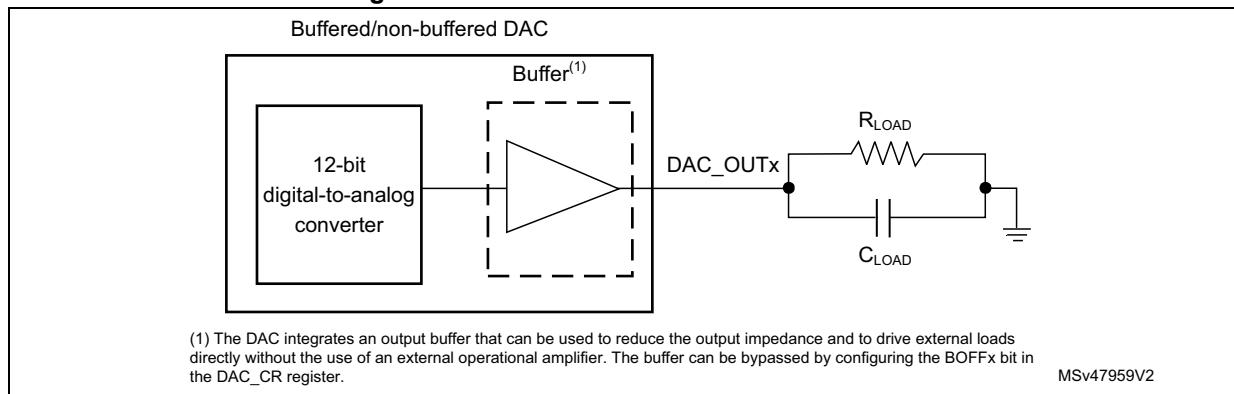 Buffered/non-buffered DAC
Buffer(1)
12-bit
digital-to-analog
converter
DAC_OUTx
RLOAD
CLOAD
(1) The DAC integrates an output buffer that can be used to reduce the output impedance and to drive external loads
directly without the use of an external operational amplifier. The buffer can be bypassed by configuring the BOFFx bit in
the DAC_CR register.
MSv47959V2